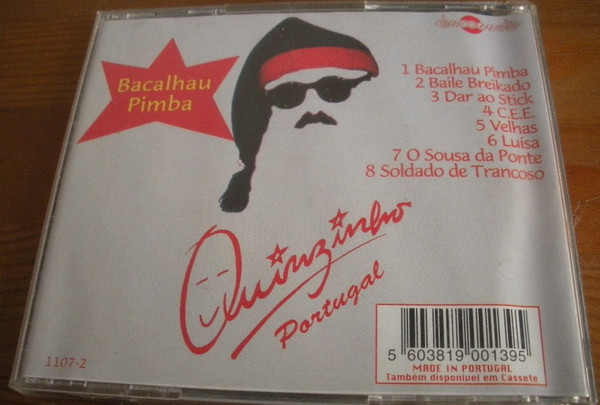 Bacalhau
Pimba
1 Bacalhau Pimba
2 Baile Breikado
3 Dar ao Stick
4 C.E.E.
5 Velhas
6 Luísa
7 O Sousa da Ponte
8 Soldado de Trancoso
Quinzinho
Portugal
1107-2
5 603819 001395
MADE IN PORTUGAL
Também disponível em Cassete